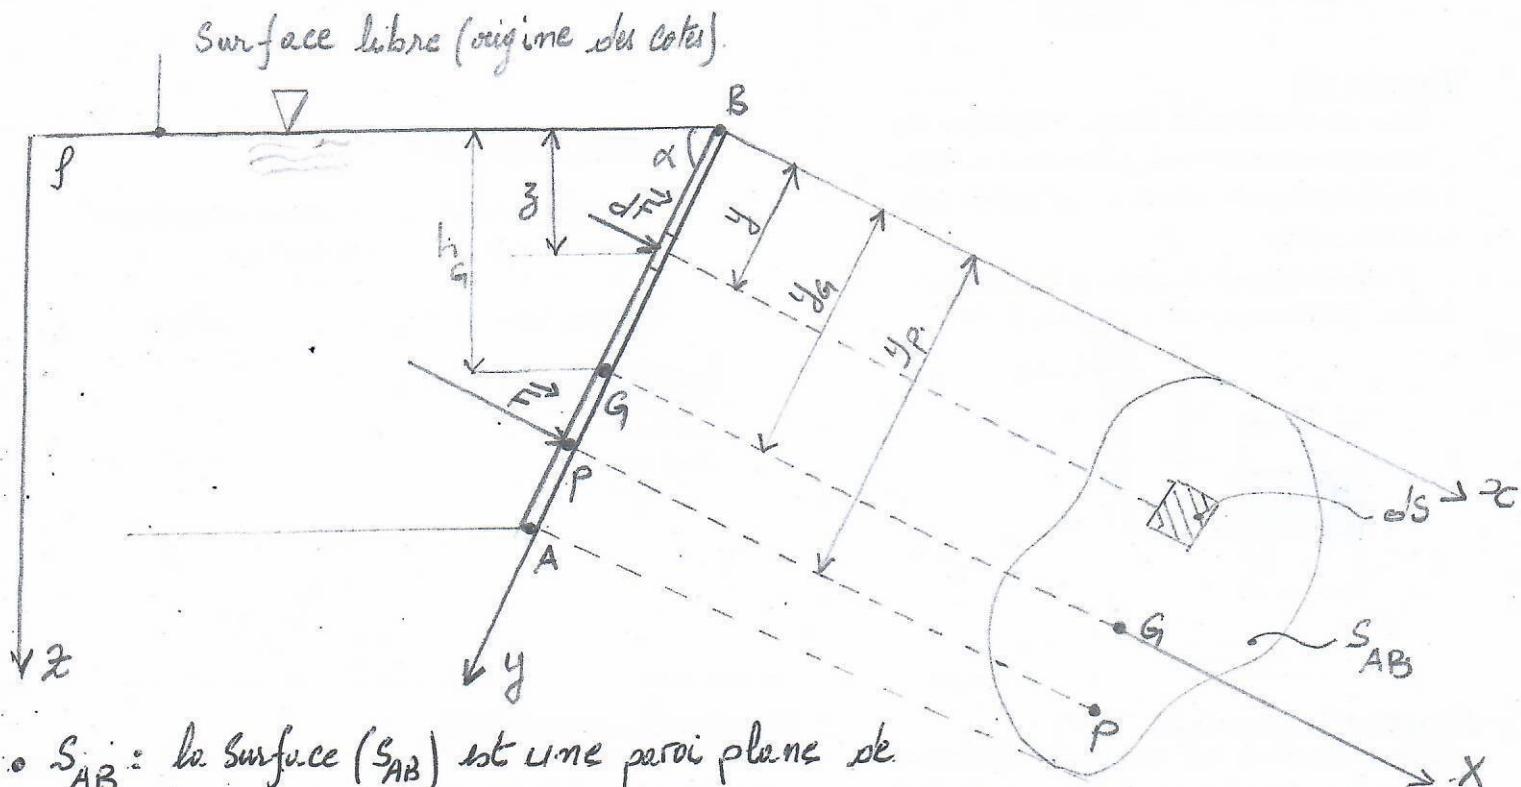 Surface libre (origine des cotes).
B
ρ
α
z
dF
y
h_G
y_G
y_P
F
G
x
dS
P
A
G
S_AB
Z
y
P
X
• S_AB : la surface (S_AB) est une paroi plane de